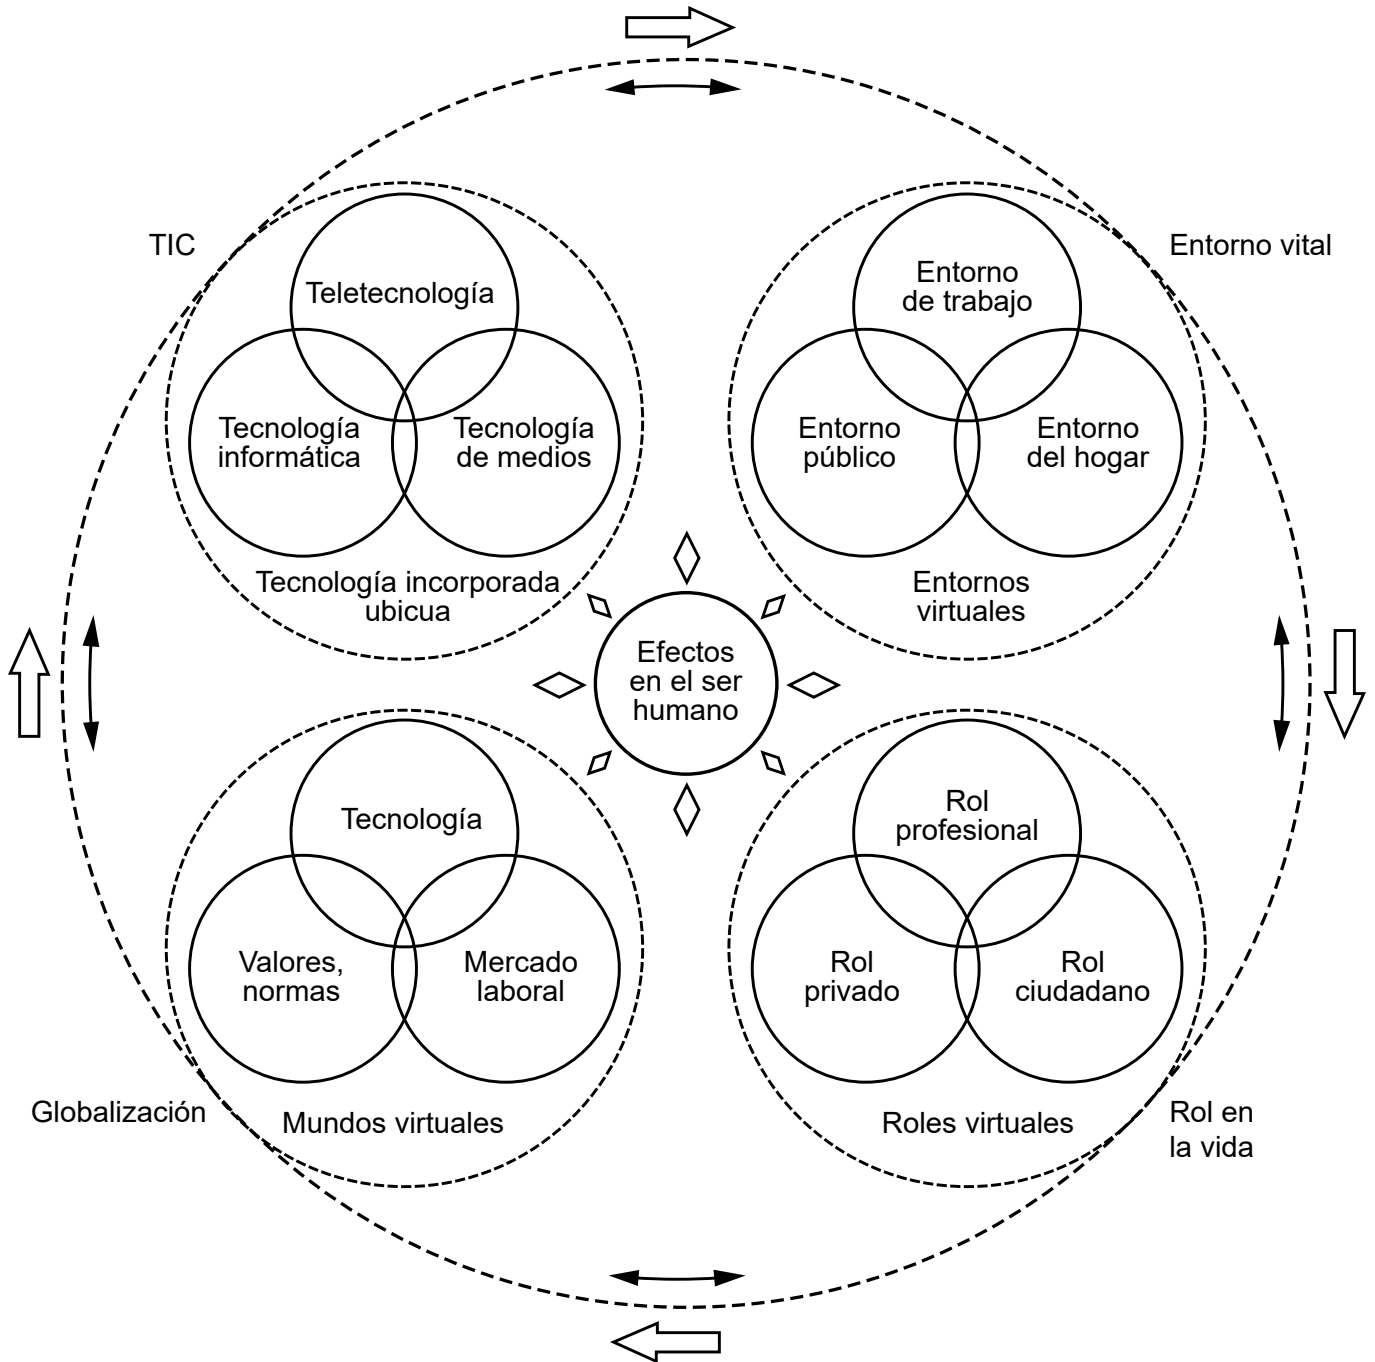 TIC
Teletecnología
Tecnología
informática
Tecnología
de medios
Tecnología incorporada
ubicua
Entorno vital
Entorno
de trabajo
Entorno
público
Entorno
del hogar
Entornos
virtuales
Efectos
en el ser
humano
Tecnología
Valores,
normas
Mercado
laboral
Globalización
Mundos virtuales
Rol
profesional
Rol
privado
Rol
ciudadano
Roles virtuales
Rol en
la vida